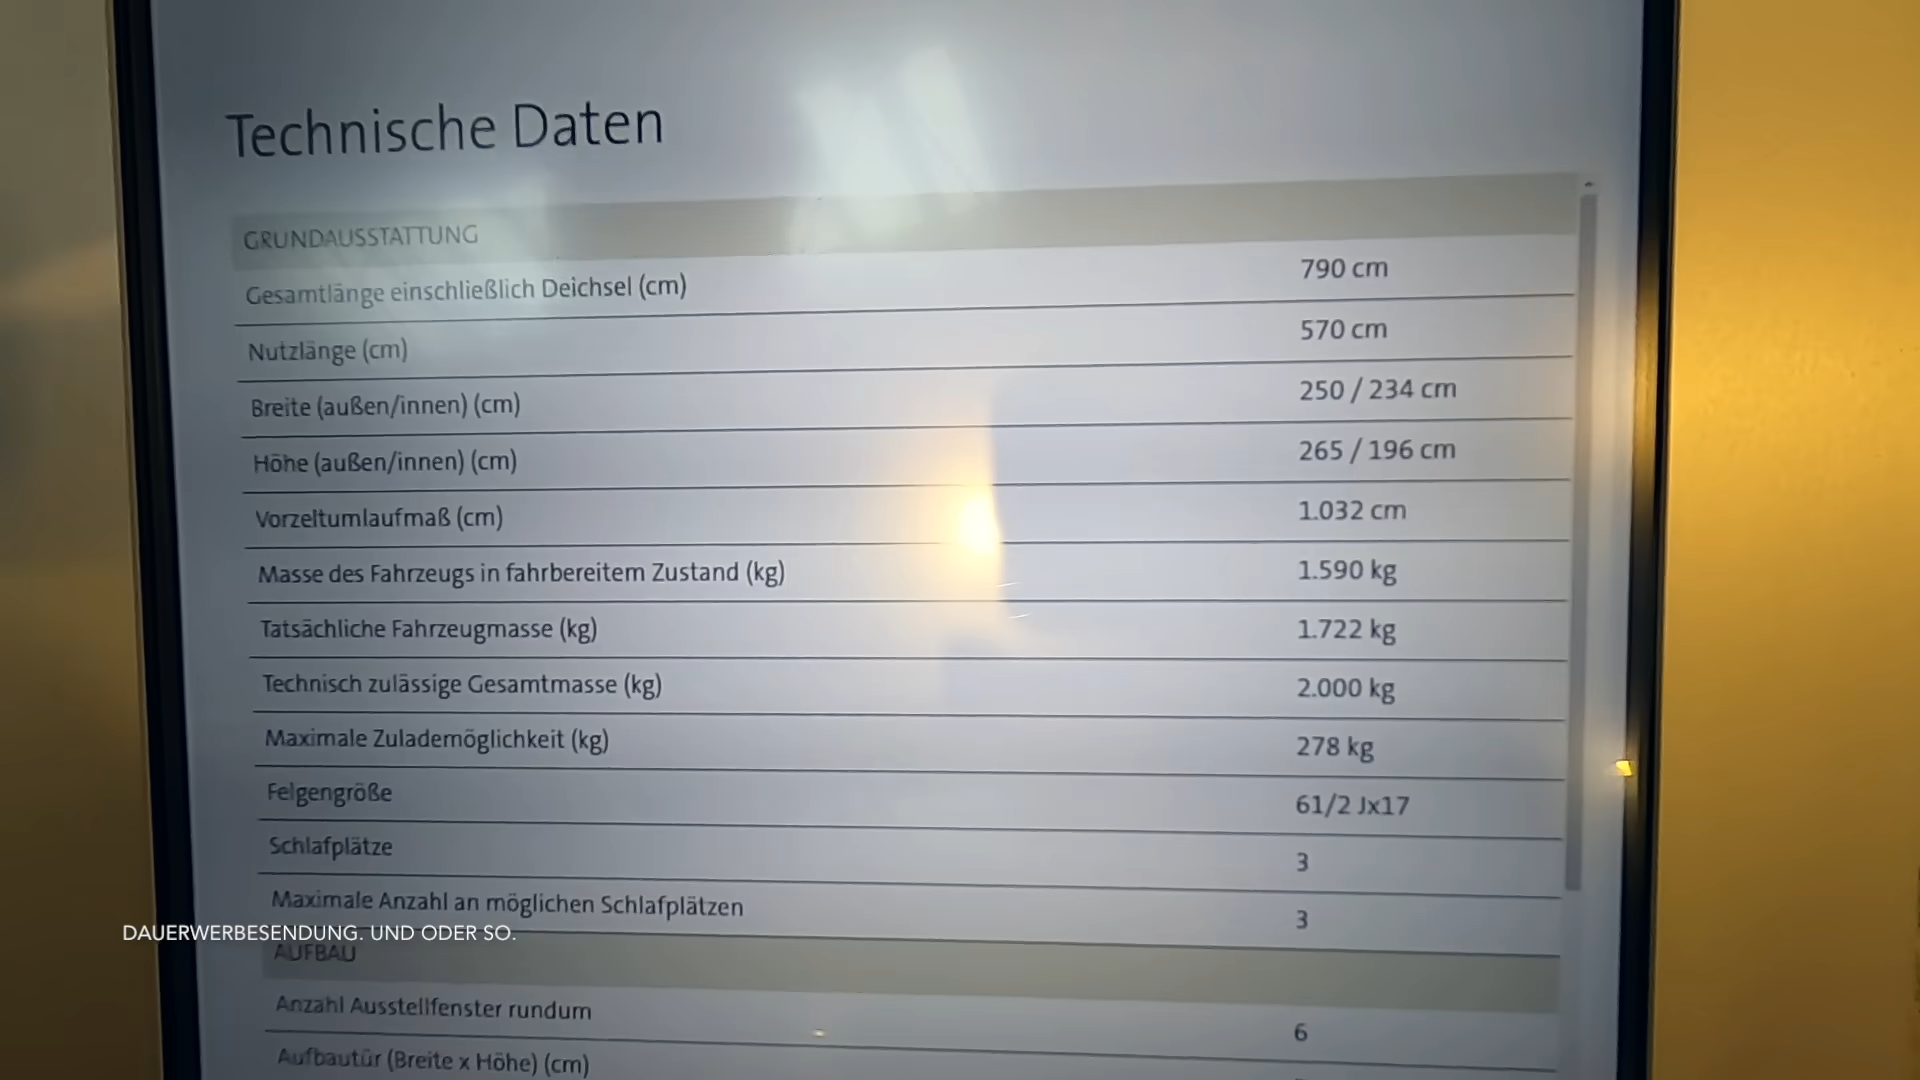 Technische Daten
GRUNDAUSSTATTUNG
Gesamtlänge einschließlich Deichsel (cm) 790 cm
Nutzlänge (cm) 570 cm
Breite (außen/innen) (cm) 250 / 234 cm
Höhe (außen/innen) (cm) 265 / 196 cm
Vorzeltumlaufmaß (cm) 1.032 cm
Masse des Fahrzeugs in fahrbereitem Zustand (kg) 1.590 kg
Tatsächliche Fahrzeugmasse (kg) 1.722 kg
Technisch zulässige Gesamtmasse (kg) 2.000 kg
Maximale Zulademöglichkeit (kg) 278 kg
Felgengröße 61/2 Jx17
Schlafplätze 3
Maximale Anzahl an möglichen Schlafplätzen 3
DAUERWERBESENDUNG. UND ODER SO.
AUFBAU
Anzahl Ausstellfenster rundum 6
Aufbautür (Breite x Höhe) (cm)